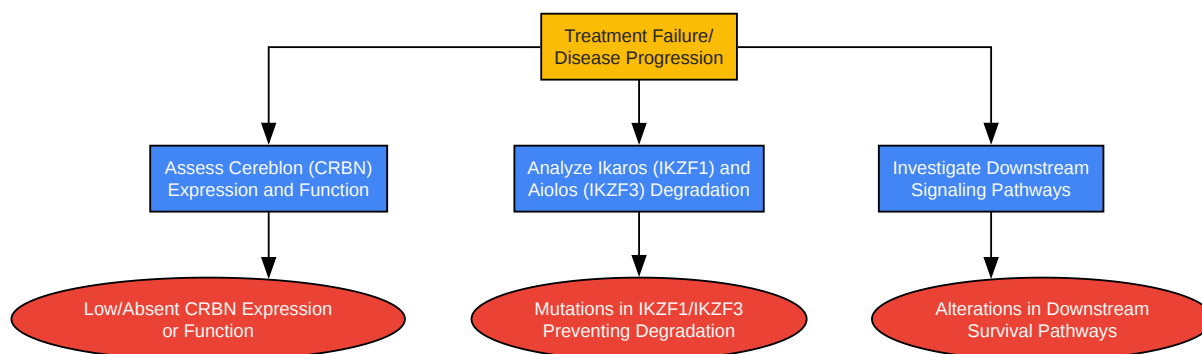 Treatment Failure/
Disease Progression
Assess Cereblon (CRBN)
Expression and Function
Analyze Ikaros (IKZF1) and
Aiolos (IKZF3) Degradation
Investigate Downstream
Signaling Pathways
Low/Absent CRBN Expression
or Function
Mutations in IKZF1/IKZF3
Preventing Degradation
Alterations in Downstream
Survival Pathways